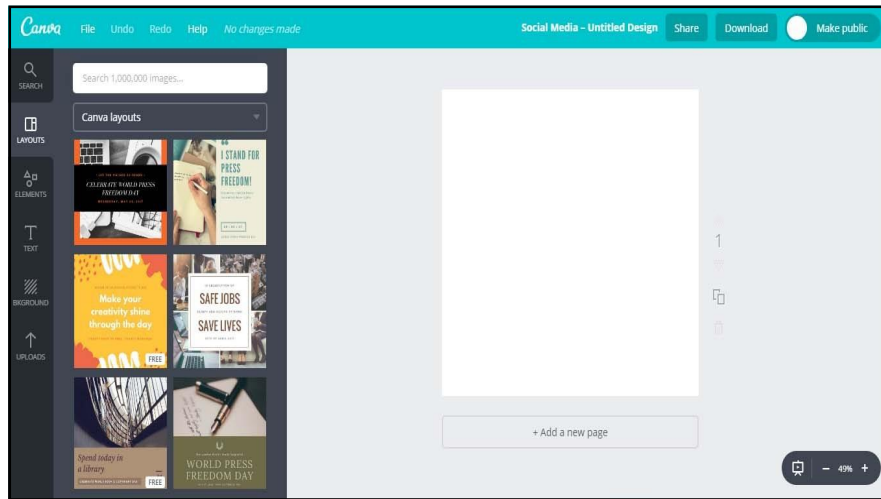 Canva
File Undo Redo Help No changes made
Social Media – Untitled Design Share Download Make public
SEARCH
LAYOUTS
ELEMENTS
TEXT
BKGROUND
UPLOADS
Search 1,000,000 images...
Canva layouts
CELEBRATE WORLD PRESS
FREEDOM DAY
I STAND FOR
PRESS
FREEDOM!
Make your
creativity shine
through the day
FREE
SAFE JOBS
SAVE LIVES
Spend today in
a library
FREE
WORLD PRESS
FREEDOM DAY
1
+ Add a new page
− 49% +